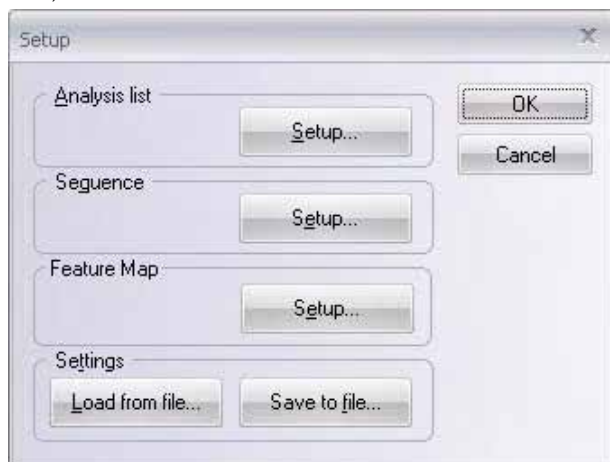 Setup
Analysis list
Setup...
Seguence
Setup...
Feature Map
Setup...
Settings
Load from file...
Save to file...
OK
Cancel